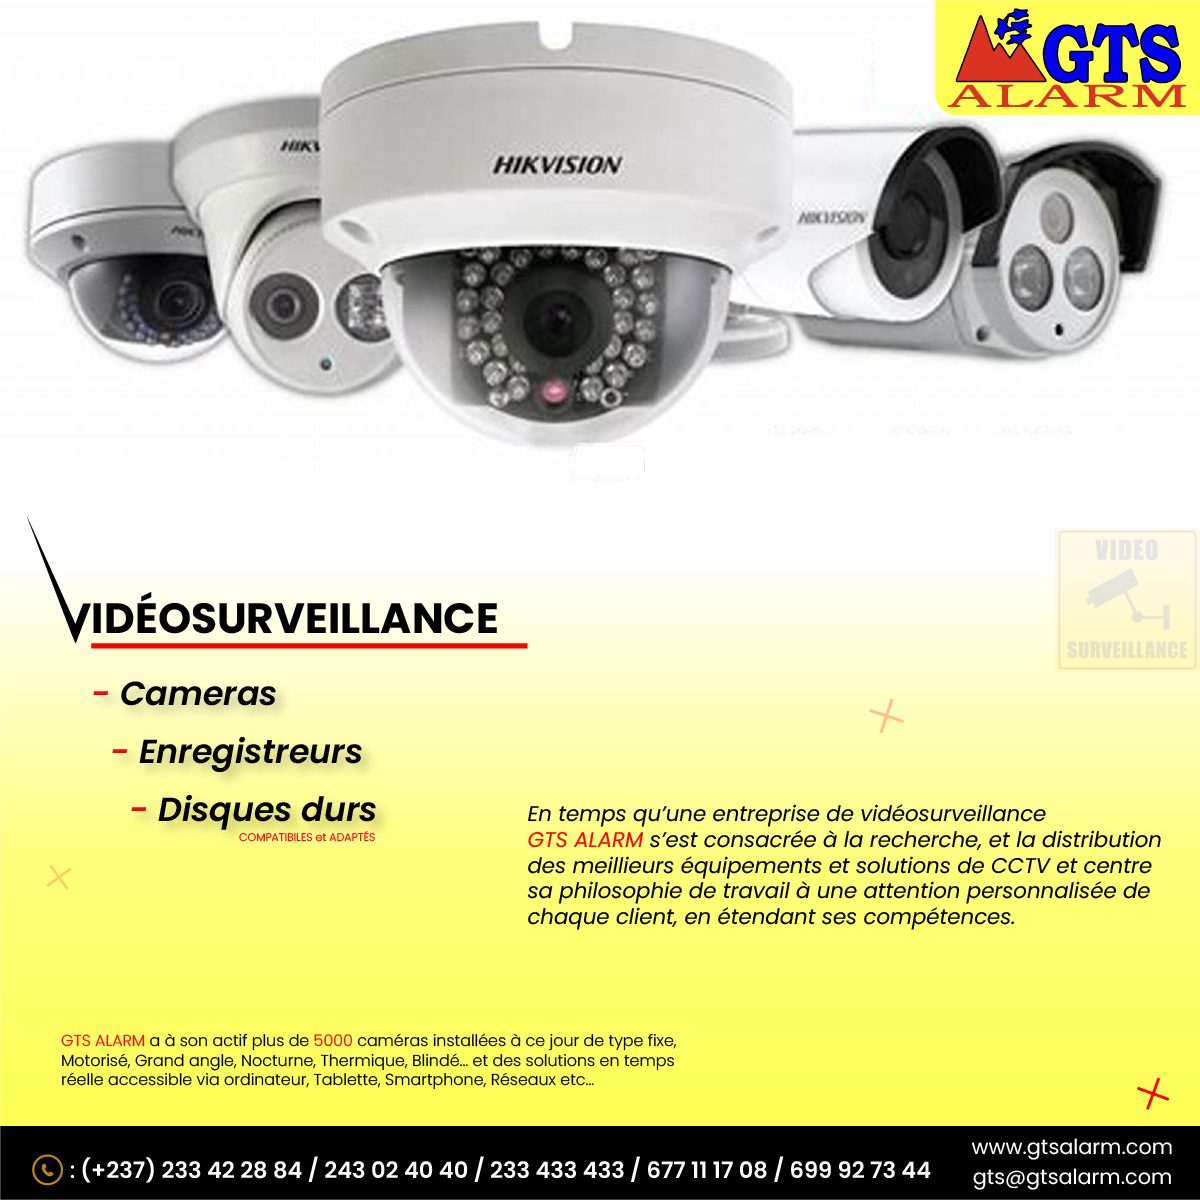 GTS
ALARM
HIKVISION
HIKV
HIKVISION
HIKV
VIDEO
SURVEILLANCE
VIDÉOSURVEILLANCE
- Cameras
- Enregistreurs
- Disques durs
COMPATIBILES et ADAPTÉS
En temps qu’une entreprise de vidéosurveillance
GTS ALARM s’est consacrée à la recherche, et la distribution
des meillieurs équipements et solutions de CCTV et centre
sa philosophie de travail à une attention personnalisée de
chaque client, en étendant ses compétences.
GTS ALARM a à son actif plus de 5000 caméras installées à ce jour de type fixe,
Motorisé, Grand angle, Nocturne, Thermique, Blindé... et des solutions en temps
réelle accessible via ordinateur, Tablette, Smartphone, Réseaux etc...
: (+237) 233 42 28 84 / 243 02 40 40 / 233 433 433 / 677 11 17 08 / 699 92 73 44
www.gtsalarm.com
gts@gtsalarm.com